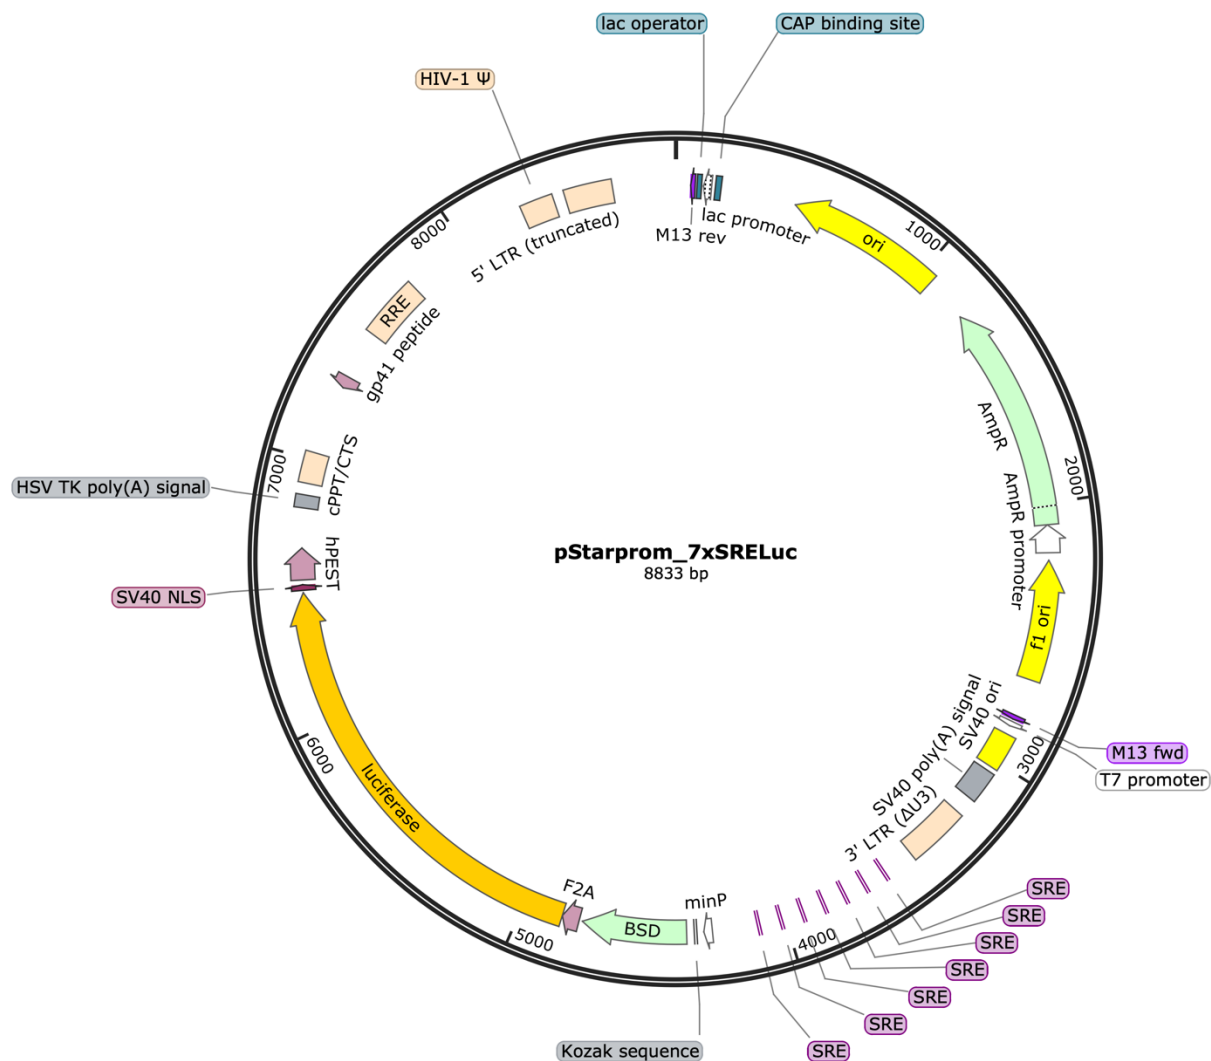 lac operator
CAP binding site
HIV-1 Ψ
M13 rev
lac promoter
ori
1000
AmpR
2000
AmpR promoter
f1 ori
M13 fwd
T7 promoter
3000
SV40 ori
SV40 poly(A) signal
3' LTR (ΔU3)
SRE
SRE
SRE
SRE
SRE
SRE
SRE
4000
minP
Kozak sequence
BSD
F2A
5000
luciferase
6000
SV40 NLS
hPEST
HSV TK poly(A) signal
cPPT/CTS
7000
gp41 peptide
RRE
8000
5' LTR (truncated)
pStarprom_7xSRELuc
8833 bp